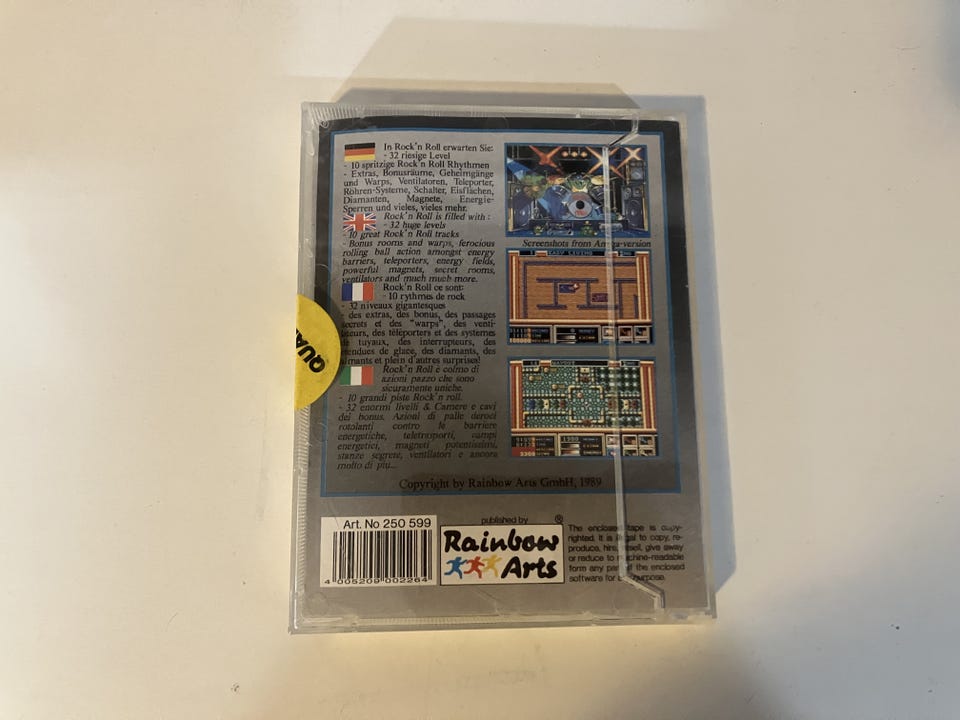 In Rock'n Roll erwarten Sie:
- 32 riesige Level
- 10 spritzige Rock'n Roll Rhythmen
- Extras, Bonusräume, Geheimgänge
und Warps, Ventilatoren, Teleporter,
Röhren-Systeme, Schalter, Eisflächen,
Diamanten, Magnete, Energie-
Sperren und vieles, vieles mehr.
Rock'n Roll is filled with :
- 32 huge levels
- 10 great Rock'n Roll tracks
- Bonus rooms and warps, ferocious
rolling ball action amongst energy
barriers, teleporters, energy fields,
powerful magnets, secret rooms,
ventilators and much much more.
Rock'n Roll ce sont:
- 10 rythmes de rock
- 32 niveaux gigantesques
- des extras, des bonus, des passages
secrets et des "warps", des venti-
lateurs, des téléporters et des systemes
de tuyaux, des interrupteurs, des
étendues de glaze, des diamants, des
aimants et plein d'autres surprises!
Rock'n Roll è colmo di
azioni pazzo che sono
sicuramente uniche.
- 10 grandi piste Rock'n roll.
- 32 enormi livelli & Camere e cavi
dei bonus. Azioni di palle deroci
rotolanti contro le barriere
energetiche, teletroporti, campi
energetici, magneti potentissimi,
stanze segrete, ventilatori e ancore
molto di piu...
Screenshots from Amiga-version
EASY LIVING
Copyright by Rainbow Arts GmbH, 1989
QUA
Art. No 250 599
4 005209 002264
published by
Rainbow
Arts
®
The enclosed tape is copy-
righted. It is illegal to copy, re-
produce, hire, resell, give away
or reduce to machine-readable
form any part of the enclosed
software for purpose.